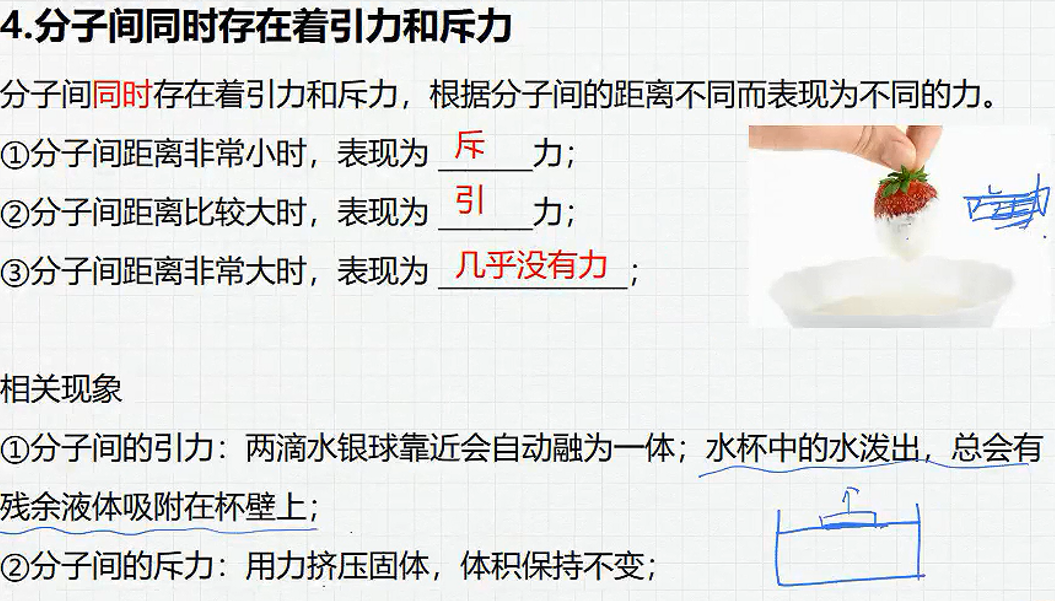 4.分子间同时存在着引力和斥力
分子间同时存在着引力和斥力，根据分子间的距离不同而表现为不同的力。
①分子间距离非常小时，表现为 斥 力；
②分子间距离比较大时，表现为 引 力；
③分子间距离非常大时，表现为 几乎没有力 ；
相关现象
①分子间的引力：两滴水银球靠近会自动融为一体；水杯中的水泼出，总会有
残余液体吸附在杯壁上；
②分子间的斥力：用力挤压固体，体积保持不变；